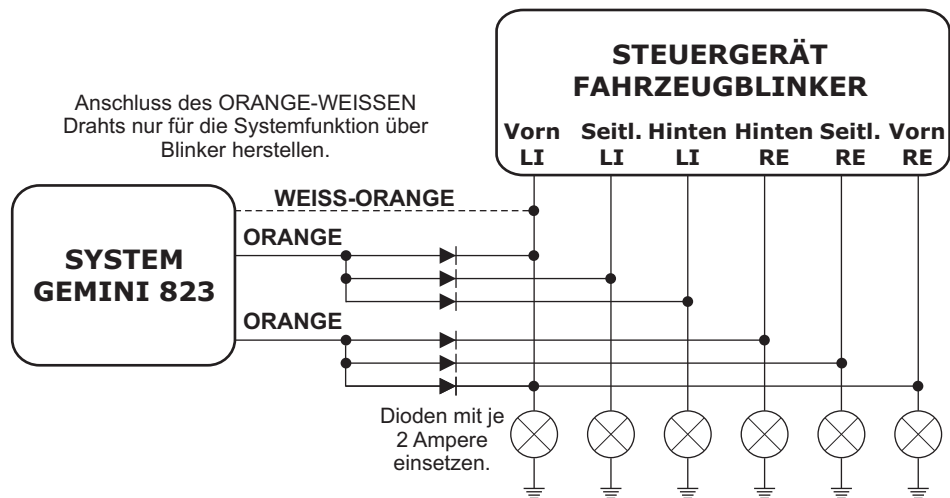 STEUERGERÄT
FAHRZEUGBLINKER
Vorn Seitl. Hinten Hinten Seitl. Vorn
LI LI LI RE RE RE
Anschluss des ORANGE-WEISSEN
Drahts nur für die Systemfunktion über
Blinker herstellen.
WEISS-ORANGE
ORANGE
SYSTEM
GEMINI 823
ORANGE
Dioden mit je
2 Ampere
einsetzen.